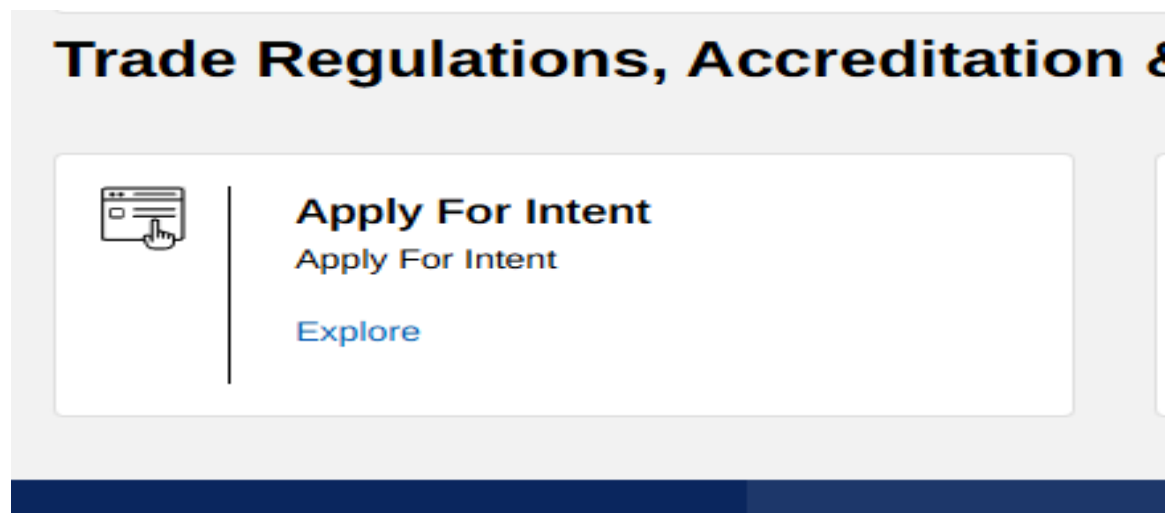 Trade Regulations, Accreditation &
Apply For Intent
Apply For Intent
Explore